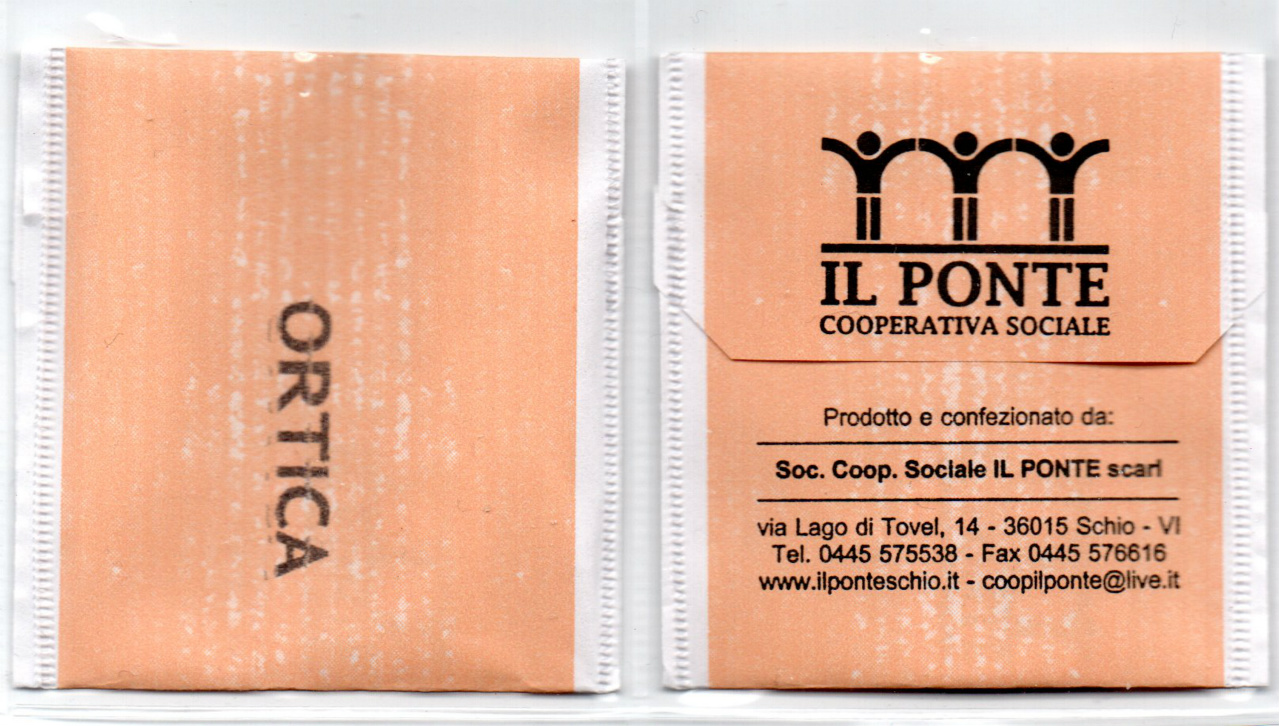 ORTICA
IL PONTE
COOPERATIVA SOCIALE
Prodotto e confezionato da:
Soc. Coop. Sociale IL PONTE scarl
via Lago di Tovel, 14 - 36015 Schio - VI
Tel. 0445 575538 - Fax 0445 576616
www.ilponteschio.it - coopilponte@live.it